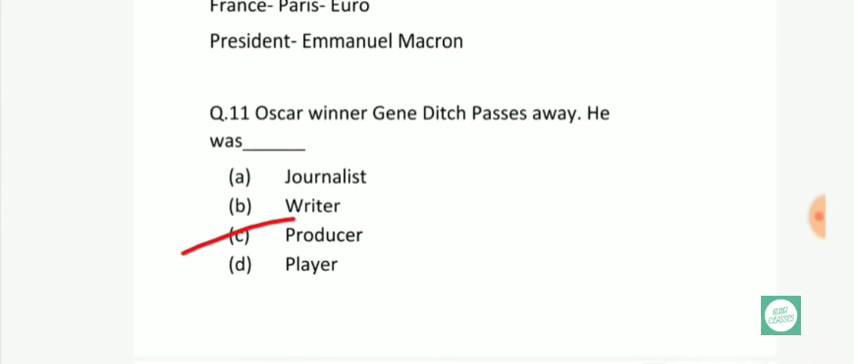 France- Paris- Euro
President- Emmanuel Macron
Q.11 Oscar winner Gene Ditch Passes away. He
was______
(a) Journalist
(b) Writer
(c) Producer
(d) Player
CLASSES